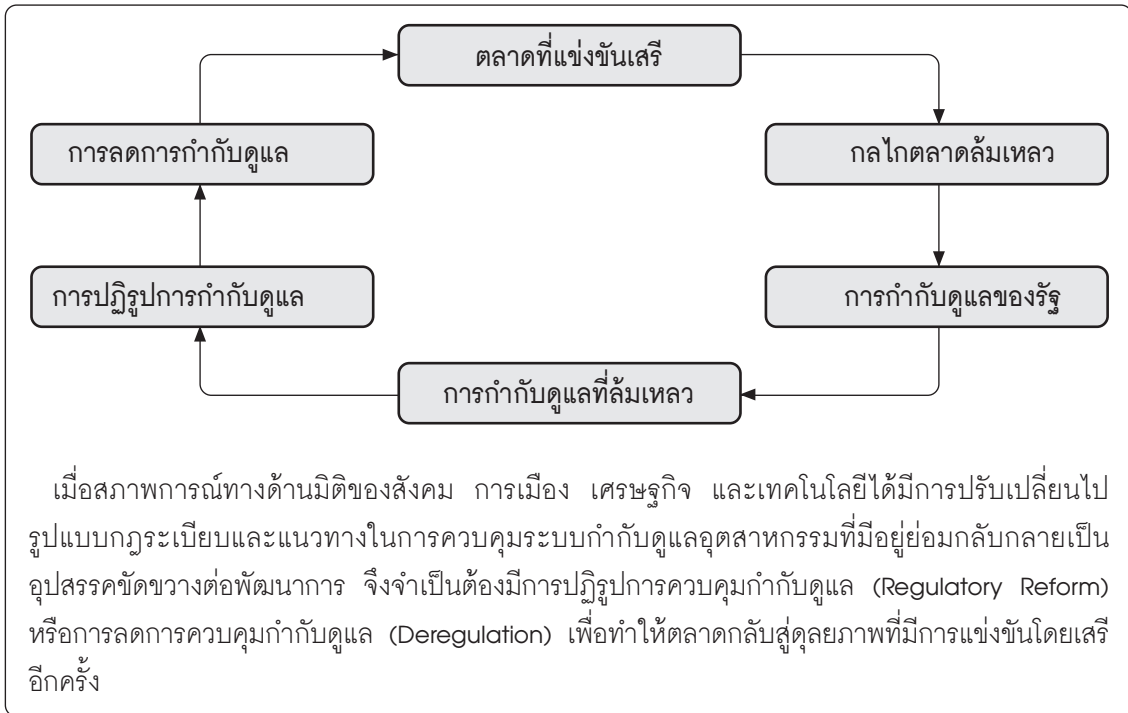 ตลาดที่แข่งขันเสรี
การลดการกำกับดูแล
กลไกตลาดล้มเหลว
การปฏิรูปการกำกับดูแล
การกำกับดูแลของรัฐ
การกำกับดูแลที่ล้มเหลว
เมื่อสภาพการณ์ทางด้านมิติของสังคม การเมือง เศรษฐกิจ และเทคโนโลยีได้มีการปรับเปลี่ยนไป
รูปแบบกฎระเบียบและแนวทางในการควบคุมระบบกำกับดูแลอุตสาหกรรมที่มีอยู่ย่อมกลับกลายเป็น
อุปสรรคขัดขวางต่อพัฒนาการ จึงจำเป็นต้องมีการปฏิรูปการควบคุมกำกับดูแล (Regulatory Reform)
หรือการลดการควบคุมกำกับดูแล (Deregulation) เพื่อทำให้ตลาดกลับสู่ดุลยภาพที่มีการแข่งขันโดยเสรี
อีกครั้ง